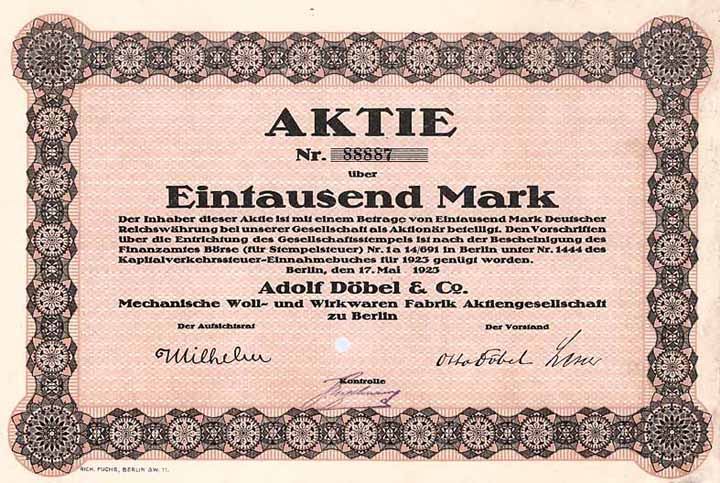 AKTIE
Nr. 88887
über
Eintausend Mark
Der Inhaber dieser Aktie ist mit einem Betrage von Eintausend Mark Deutscher
Reichswährung bei unserer Gesellschaft als Aktionär beteiligt. Den Vorschriften
über die Entrichtung des Gesellschaftsstempels ist nach der Bescheinigung des
Finanzamtes Börse (für Stempelsteuer) Nr. 1a 14/691 in Berlin unter Nr. 1444 des
Kapitalverkehrssteuer-Einnahmebuches für 1923 genügt worden.
Berlin, den 17. Mai 1923
Adolf Döbel & Co.
Mechanische Woll- und Wirkwaren Fabrik Aktiengesellschaft
zu Berlin
Der Aufsichtsrat Der Vorstand
Wilhelm Otto Döbel
Kontrolle
RICH. FUCHS, BERLIN SW. 11.